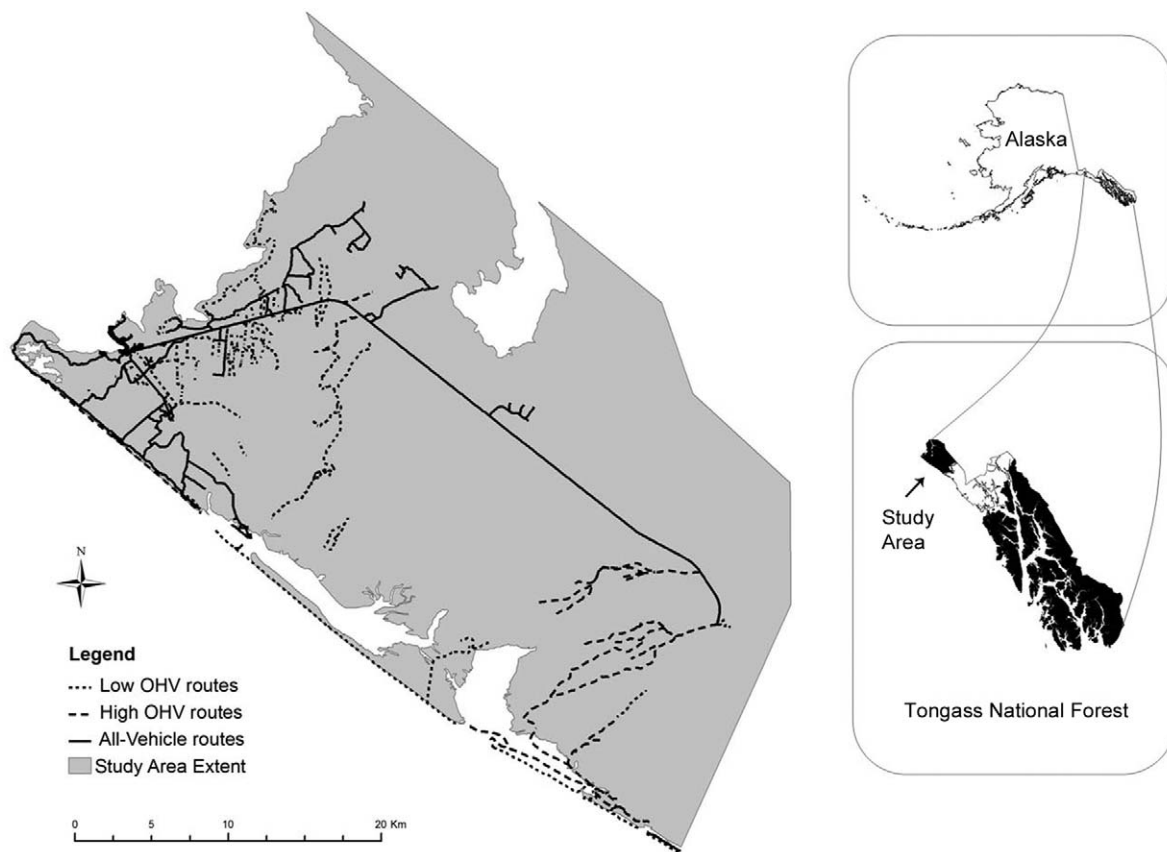 Alaska
Study
Area
Tongass National Forest
N
Legend
Low OHV routes
High OHV routes
All-Vehicle routes
Study Area Extent
0 5 10 20 Km